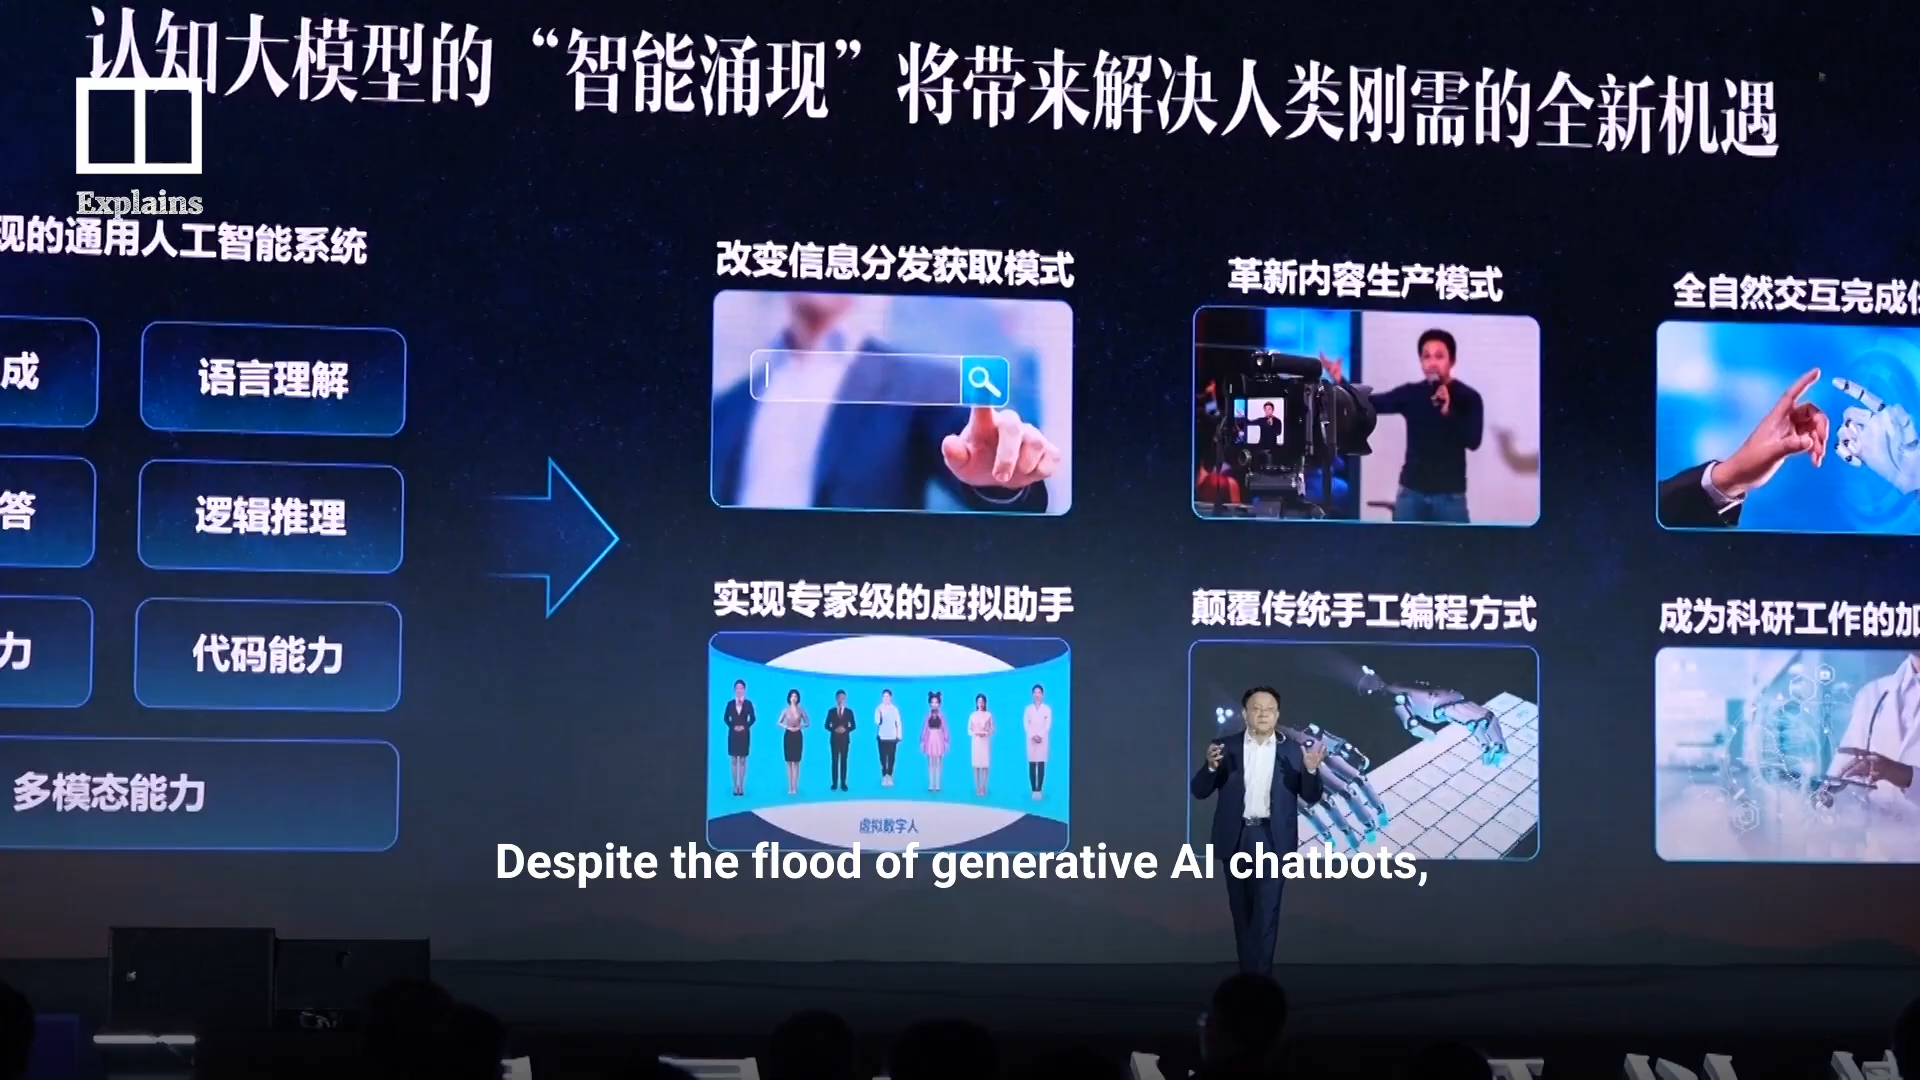 认知大模型的“智能涌现”将带来解决人类刚需的全新机遇
Explains
现的通用人工智能系统
成
语言理解
答
逻辑推理
力
代码能力
多模态能力
改变信息分发获取模式
革新内容生产模式
全自然交互完成任
实现专家级的虚拟助手
颠覆传统手工编程方式
成为科研工作的加
虚拟数字人
Despite the flood of generative AI chatbots,